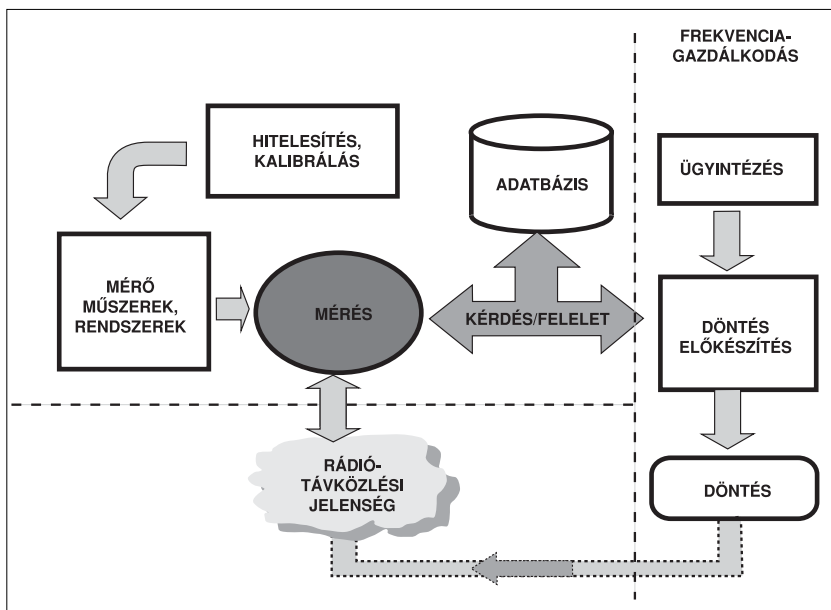 FREKVENCIA-
GAZDÁLKODÁS
HITELESÍTÉS,
KALIBRÁLÁS
ADATBÁZIS
ÜGYINTÉZÉS
MÉRŐ
MŰSZEREK,
RENDSZEREK
MÉRÉS
KÉRDÉS/FELELET
DÖNTÉS
ELŐKÉSZÍTÉS
RÁDIÓ-
TÁVKÖZLÉSI
JELENSÉG
DÖNTÉS